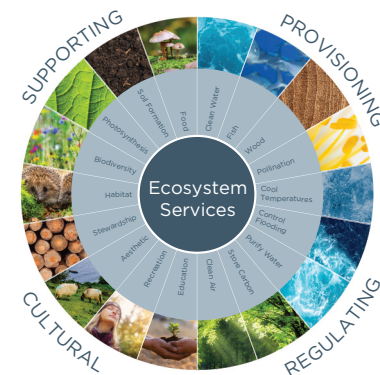 SUPPORTING
PROVISIONING
REGULATING
CULTURAL
Ecosystem
Services
Clean Water
Fish
Wood
Pollination
Cool
Temperatures
Control
Flooding
Purify Water
Store Carbon
Clean Air
Education
Recreation
Aesthetic
Stewardship
Habitat
Biodiversity
Photosynthesis
Soil Formation
Food